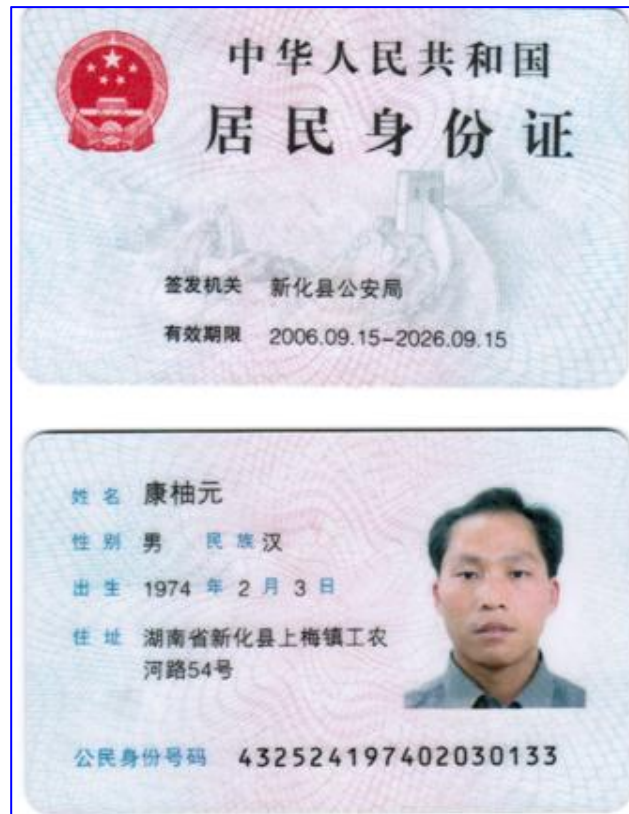 中华人民共和国
居民身份证
签发机关 新化县公安局
有效期限 2006.09.15-2026.09.15
姓名 康柚元
性别 男 民族 汉
出生 1974 年 2 月 3 日
住址 湖南省新化县上梅镇工农
河路54号
公民身份号码 432524197402030133